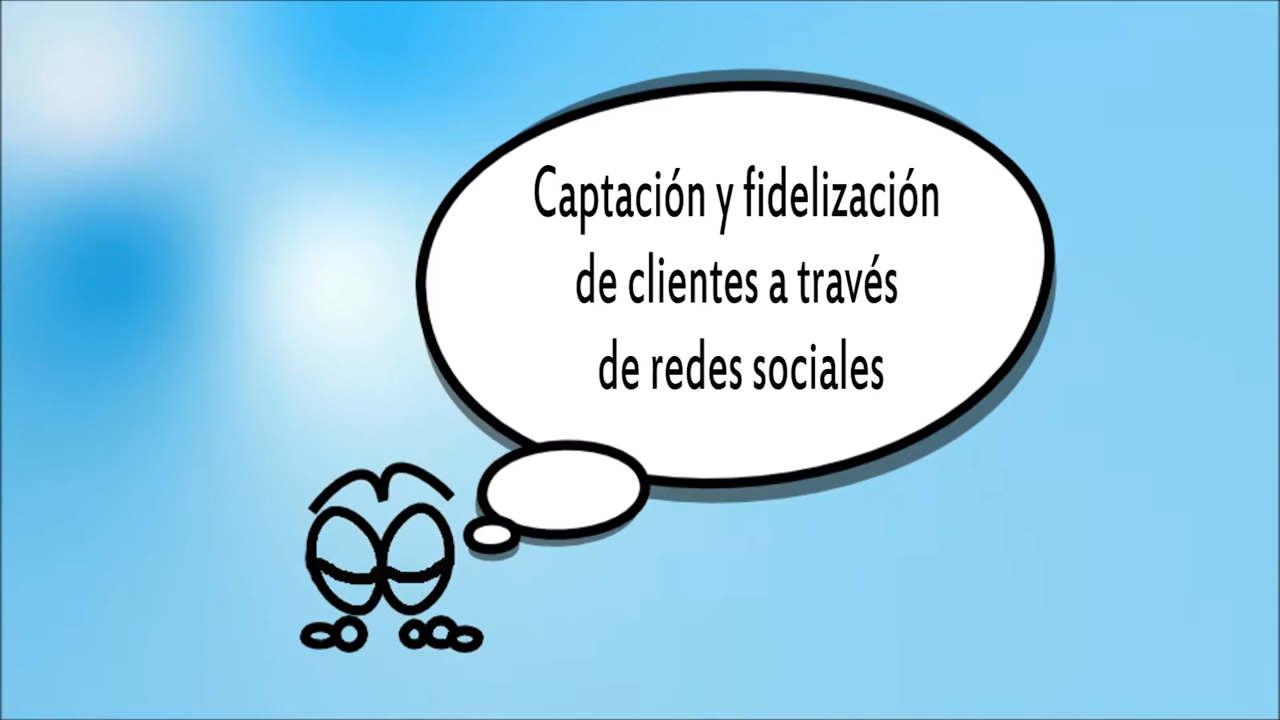 Captación y fidelización
de clientes a través
de redes sociales